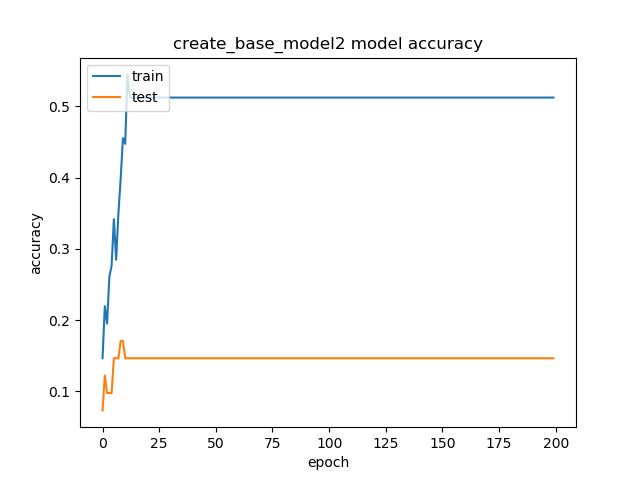 create_base_model2 model accuracy
train
test
0.5
0.4
0.3
0.2
0.1
accuracy
0 25 50 75 100 125 150 175 200
epoch